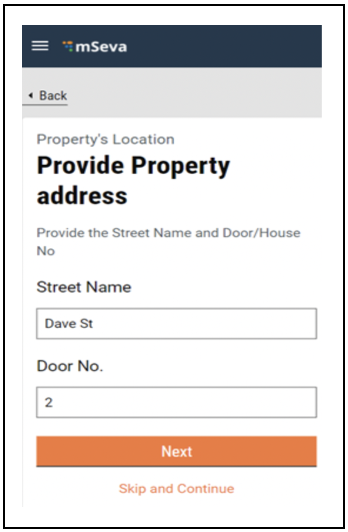 mSeva
Back
Property's Location
Provide Property
address
Provide the Street Name and Door/House
No
Street Name
Dave St
Door No.
2
Next
Skip and Continue